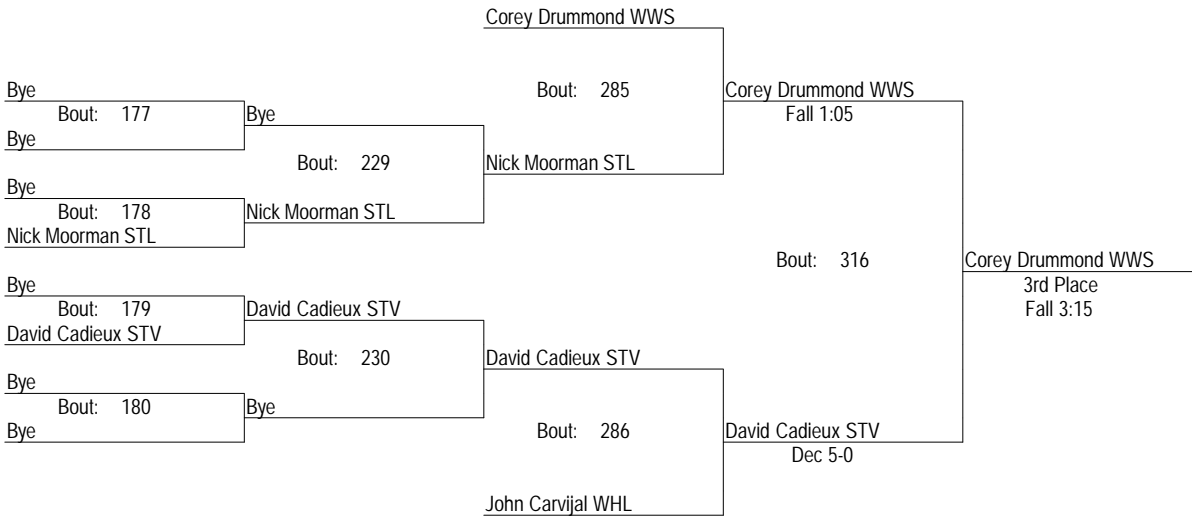 Corey Drummond WWS
Bye
Bout: 285
Corey Drummond WWS
Bout: 177
Bye
Fall 1:05
Bye
Bout: 229
Nick Moorman STL
Bye
Bout: 178
Nick Moorman STL
Nick Moorman STL
Bout: 316
Corey Drummond WWS
Bye
3rd Place
Bout: 179
David Cadieux STV
Fall 3:15
David Cadieux STV
Bout: 230
David Cadieux STV
Bye
Bout: 180
Bye
Bye
Bout: 286
David Cadieux STV
Dec 5-0
John Carvijal WHL